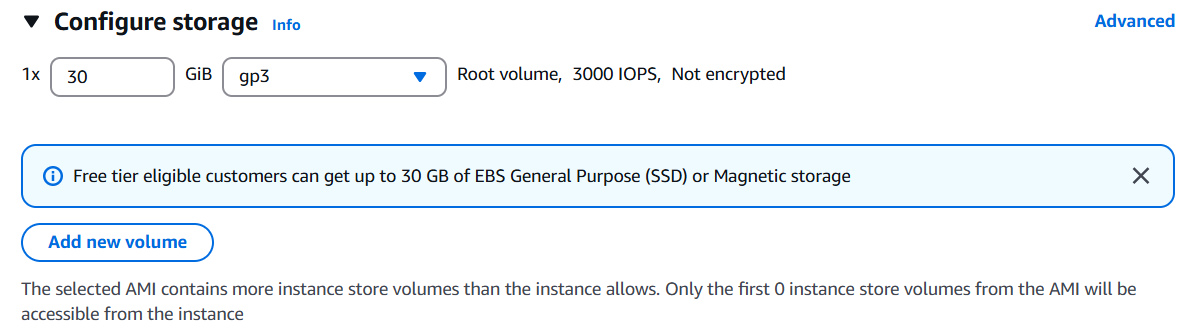 Configure storage Info Advanced
1x 30 GiB gp3 Root volume, 3000 IOPS, Not encrypted
Free tier eligible customers can get up to 30 GB of EBS General Purpose (SSD) or Magnetic storage
Add new volume
The selected AMI contains more instance store volumes than the instance allows. Only the first 0 instance store volumes from the AMI will be
accessible from the instance